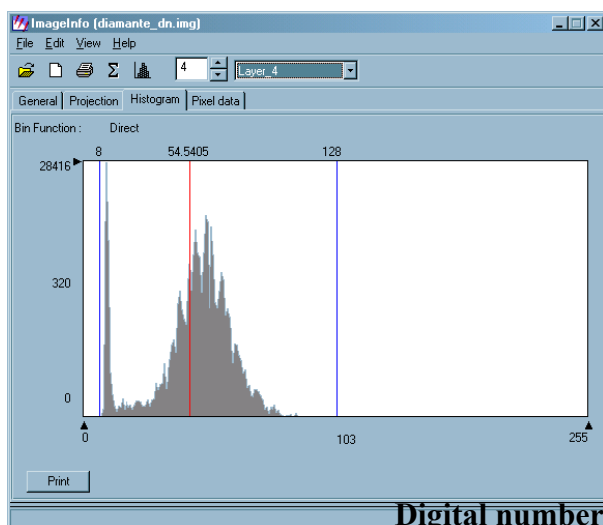 ImageInfo (diamante_dn.img)
File Edit View Help
Σ 4 Layer_4
General Projection Histogram Pixel data
Bin Function : Direct
8 54.5405 128
28416
320
0
0 103 255
Print
Digital number